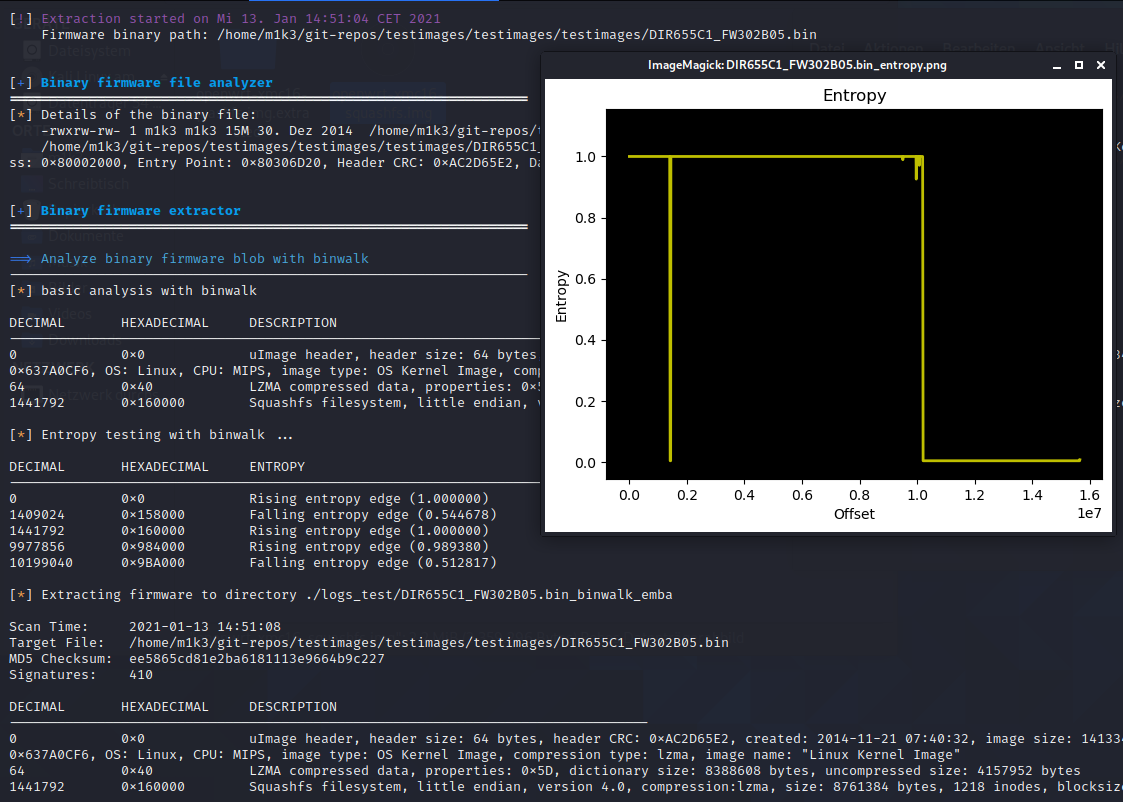 [!] Extraction started on Mi 13. Jan 14:51:04 CET 2021
Firmware binary path: /home/m1k3/git-repos/testimages/testimages/testimages/DIR655C1_FW302B05.bin
[+] Binary firmware file analyzer
[*] Details of the binary file:
-rwxrw-rw- 1 m1k3 m1k3 15M 30. Dez 2014  /home/m1k3/git-repos/
/home/m1k3/git-repos/testimages/testimages/testimages/DIR655C1_
ss: 0×80002000, Entry Point: 0×80306D20, Header CRC: 0×AC2D65E2, Da
[+] Binary firmware extractor
==> Analyze binary firmware blob with binwalk
[*] basic analysis with binwalk
DECIMAL       HEXADECIMAL     DESCRIPTION
0             0×0             uImage header, header size: 64 bytes
0×637A0CF6, OS: Linux, CPU: MIPS, image type: OS Kernel Image, com
64            0×40            LZMA compressed data, properties: 0×5
1441792       0×160000        Squashfs filesystem, little endian, v
[*] Entropy testing with binwalk ...
DECIMAL       HEXADECIMAL     ENTROPY
0             0×0             Rising entropy edge (1.000000)
1409024       0×158000        Falling entropy edge (0.544678)
1441792       0×160000        Rising entropy edge (1.000000)
9977856       0×984000        Rising entropy edge (0.989380)
10199040      0×9BA000        Falling entropy edge (0.512817)
[*] Extracting firmware to directory ./logs_test/DIR655C1_FW302B05.bin_binwalk_emba
Scan Time:     2021-01-13 14:51:08
Target File:   /home/m1k3/git-repos/testimages/testimages/testimages/DIR655C1_FW302B05.bin
MD5 Checksum:  ee5865cd81e2ba6181113e9664b9c227
Signatures:    410
DECIMAL       HEXADECIMAL     DESCRIPTION
0             0×0             uImage header, header size: 64 bytes, header CRC: 0×AC2D65E2, created: 2014-11-21 07:40:32, image size: 14133
0×637A0CF6, OS: Linux, CPU: MIPS, image type: OS Kernel Image, compression type: lzma, image name: "Linux Kernel Image"
64            0×40            LZMA compressed data, properties: 0×5D, dictionary size: 8388608 bytes, uncompressed size: 4157952 bytes
1441792       0×160000        Squashfs filesystem, little endian, version 4.0, compression:lzma, size: 8761384 bytes, 1218 inodes, blocksiz
ImageMagick: DIR655C1_FW302B05.bin_entropy.png
Entropy
1.0
0.8
0.6
0.4
0.2
0.0
Entropy
0.0 0.2 0.4 0.6 0.8 1.0 1.2 1.4 1.6
1e7
Offset